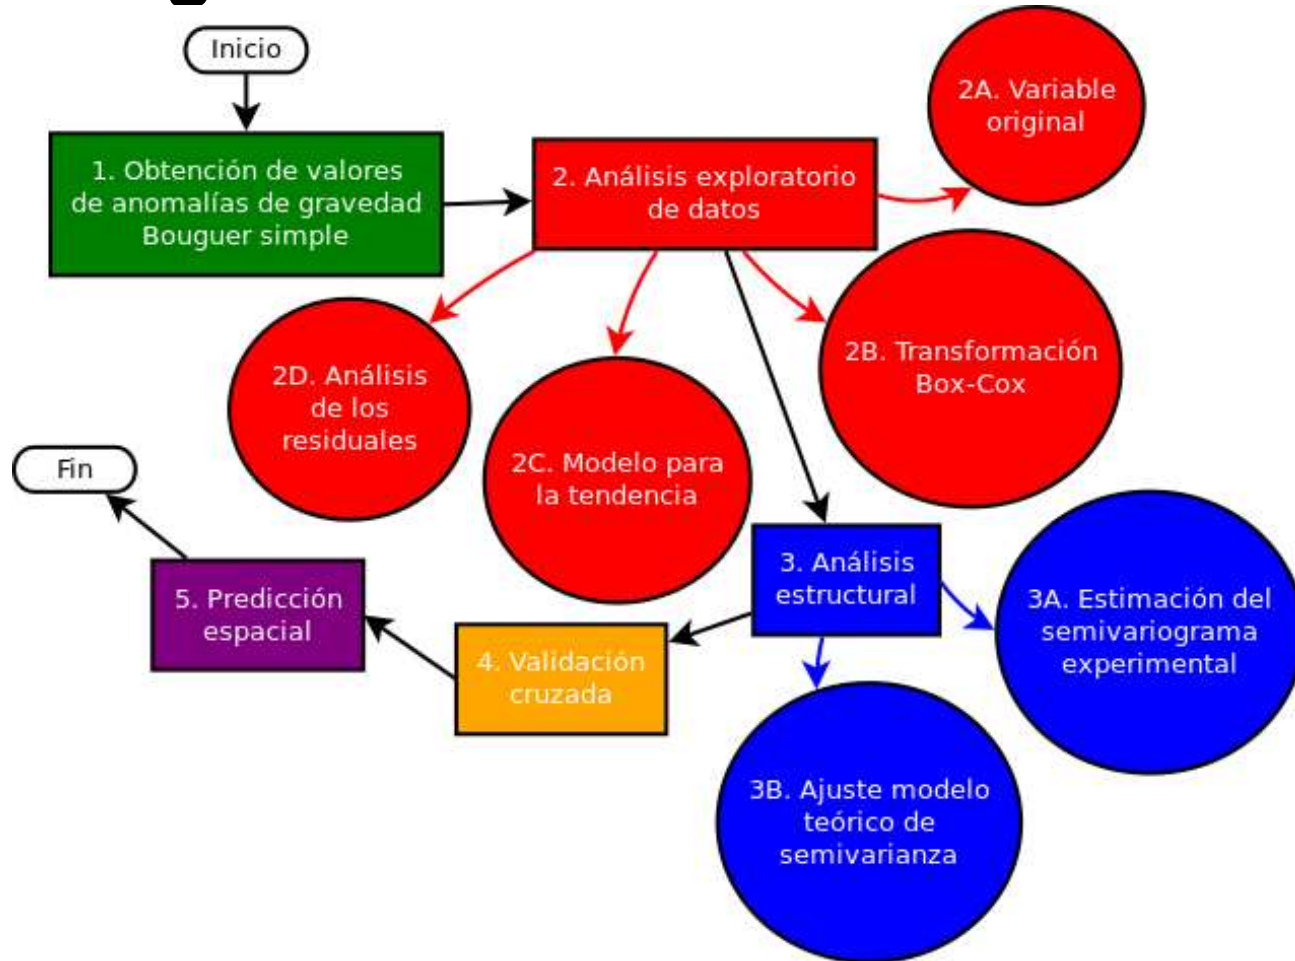 Inicio
1. Obtención de valores
de anomalías de gravedad
Bouguer simple
2. Análisis exploratorio
de datos
2A. Variable
original
2B. Transformación
Box-Cox
2C. Modelo para
la tendencia
2D. Análisis
de los
residuales
3. Análisis
estructural
3A. Estimación del
semivariograma
experimental
3B. Ajuste modelo
teórico de
semivarianza
4. Validación
cruzada
5. Predicción
espacial
Fin